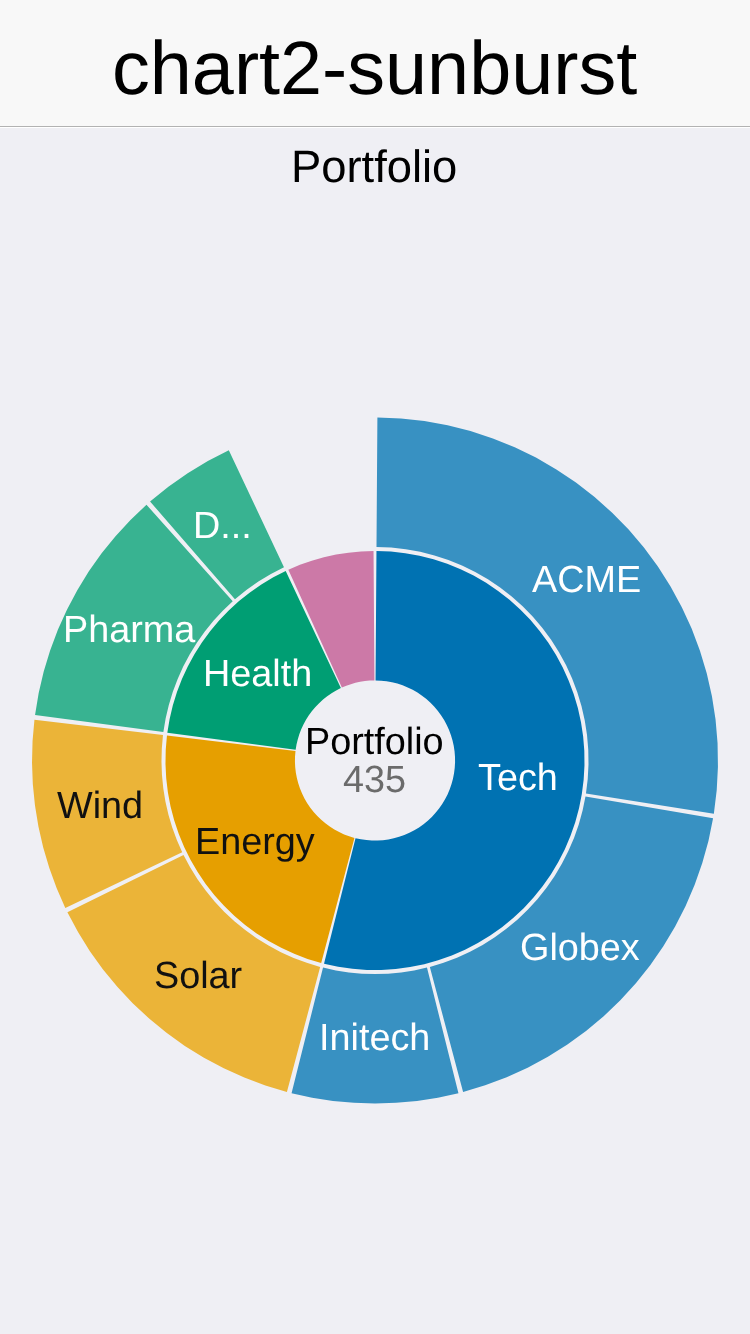 chart2-sunburst
Portfolio
D...
ACME
Pharma
Health
Portfolio
435
Tech
Wind
Energy
Globex
Solar
Initech